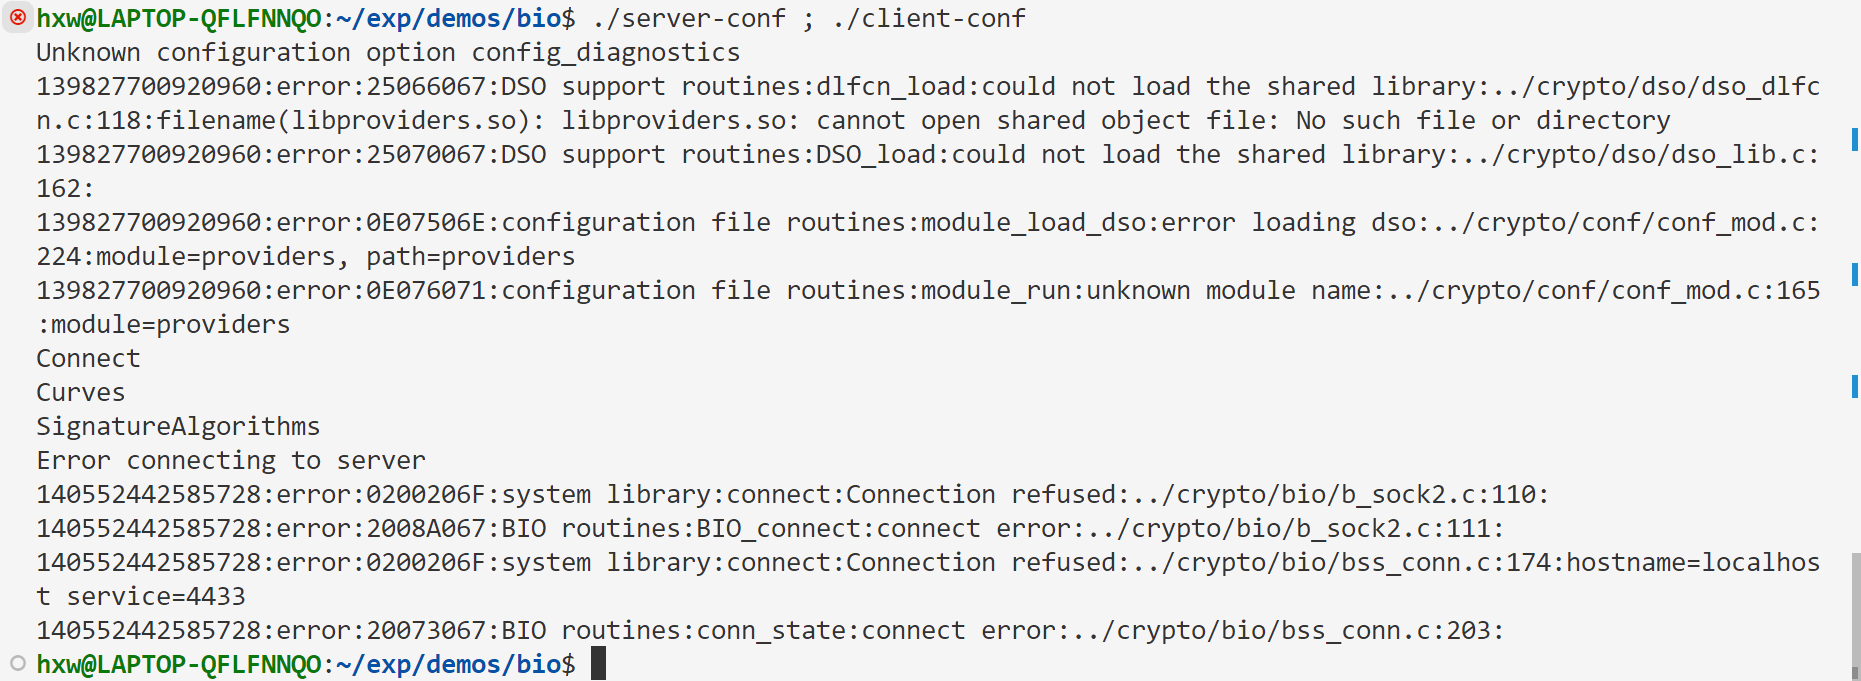 hxw@LAPTOP-QFLFNNQO:~/exp/demos/bio$ ./server-conf ; ./client-conf
Unknown configuration option config_diagnostics
139827700920960:error:25066067:DSO support routines:dlfcn_load:could not load the shared library:../crypto/dso/dso_dlfc
n.c:118:filename(libproviders.so): libproviders.so: cannot open shared object file: No such file or directory
139827700920960:error:25070067:DSO support routines:DSO_load:could not load the shared library:../crypto/dso/dso_lib.c:
162:
139827700920960:error:0E07506E:configuration file routines:module_load_dso:error loading dso:../crypto/conf/conf_mod.c:
224:module=providers, path=providers
139827700920960:error:0E076071:configuration file routines:module_run:unknown module name:../crypto/conf/conf_mod.c:165
:module=providers
Connect
Curves
SignatureAlgorithms
Error connecting to server
140552442585728:error:0200206F:system library:connect:Connection refused:../crypto/bio/b_sock2.c:110:
140552442585728:error:2008A067:BIO routines:BIO_connect:connect error:../crypto/bio/b_sock2.c:111:
140552442585728:error:0200206F:system library:connect:Connection refused:../crypto/bio/bss_conn.c:174:hostname=localhos
t service=4433
140552442585728:error:20073067:BIO routines:conn_state:connect error:../crypto/bio/bss_conn.c:203:
hxw@LAPTOP-QFLFNNQO:~/exp/demos/bio$